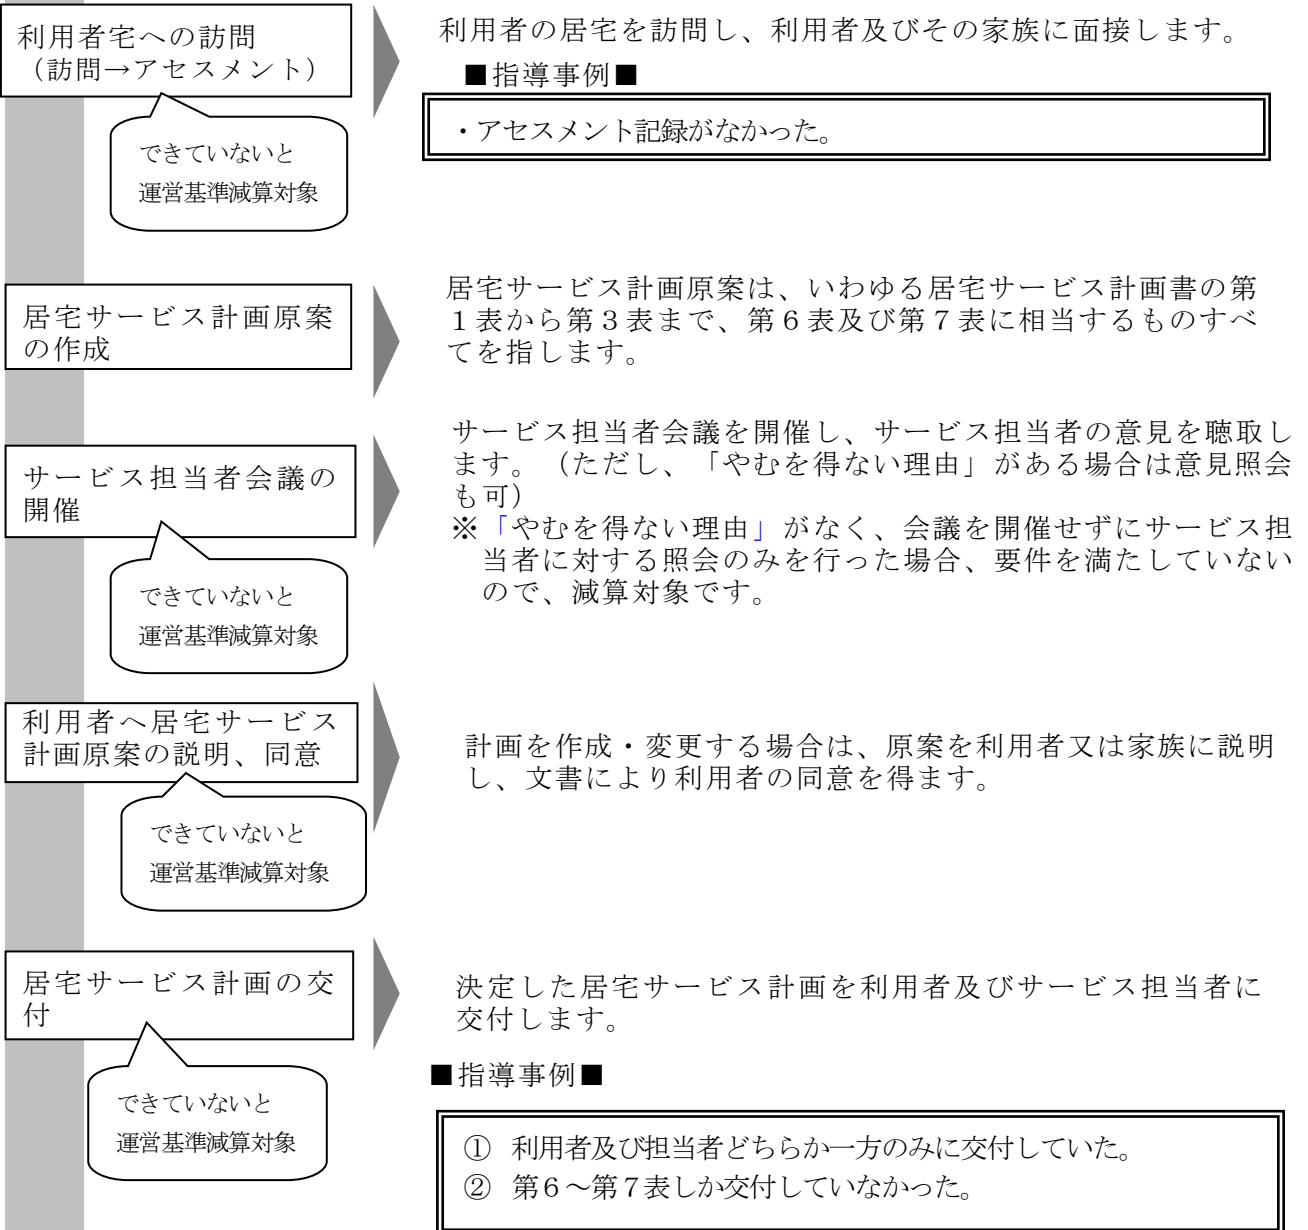 利用者宅への訪問
（訪問→アセスメント）
できていないと
運営基準減算対象
利用者の居宅を訪問し、利用者及びその家族に面接します。
■指導事例■
・アセスメント記録がなかった。
居宅サービス計画原案
の作成
居宅サービス計画原案は、いわゆる居宅サービス計画書の第
１表から第３表まで、第６表及び第７表に相当するものすべ
てを指します。
サービス担当者会議の
開催
できていないと
運営基準減算対象
サービス担当者会議を開催し、サービス担当者の意見を聴取し
ます。（ただし、「やむを得ない理由」がある場合は意見照会
も可）
※「やむを得ない理由」がなく、会議を開催せずにサービス担
当者に対する照会のみを行った場合、要件を満たしていない
ので、減算対象です。
利用者へ居宅サービス
計画原案の説明、同意
できていないと
運営基準減算対象
計画を作成・変更する場合は、原案を利用者又は家族に説明
し、文書により利用者の同意を得ます。
居宅サービス計画の交
付
できていないと
運営基準減算対象
決定した居宅サービス計画を利用者及びサービス担当者に
交付します。
■指導事例■
① 利用者及び担当者どちらか一方のみに交付していた。
② 第６～第７表しか交付していなかった。